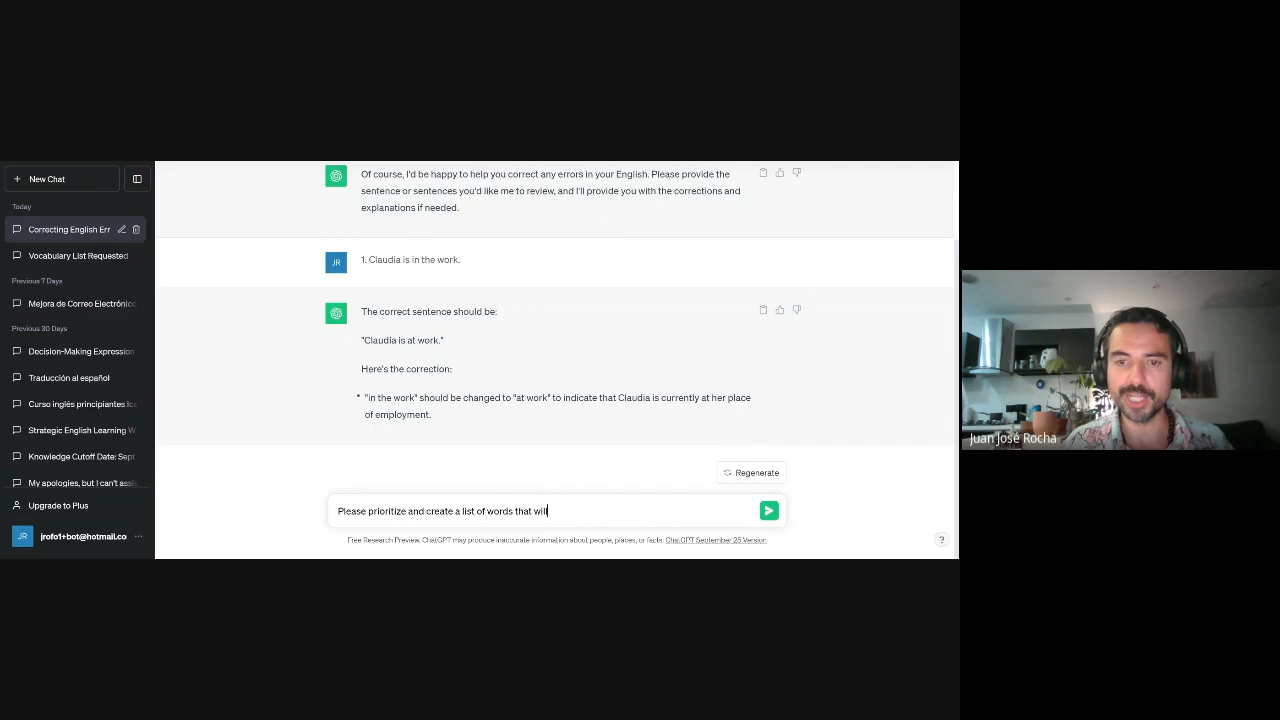 New Chat
Today
Correcting English Err
Vocabulary List Requested
Previous 7 Days
Mejora de Correo Electrónico
Previous 30 Days
Decision-Making Expression
Traducción al español
Curso inglés principiantes
Strategic English Learning W
Knowledge Cutoff Date: Sept
My apologies, but I can't assi
Upgrade to Plus
JR
jrofo1+bot@hotmail.co
Of course, I'd be happy to help you correct any errors in your English. Please provide the
sentence or sentences you'd like me to review, and I'll provide you with the corrections and
explanations if needed.
JR
1. Claudia is in the work.
The correct sentence should be:
"Claudia is at work."
Here's the correction:
• "in the work" should be changed to "at work" to indicate that Claudia is currently at her place
of employment.
Regenerate
Please prioritize and create a list of words that will
Free Research Preview. ChatGPT may produce inaccurate information about people, places, or facts. ChatGPT September 25 Version
?
Juan José Rocha